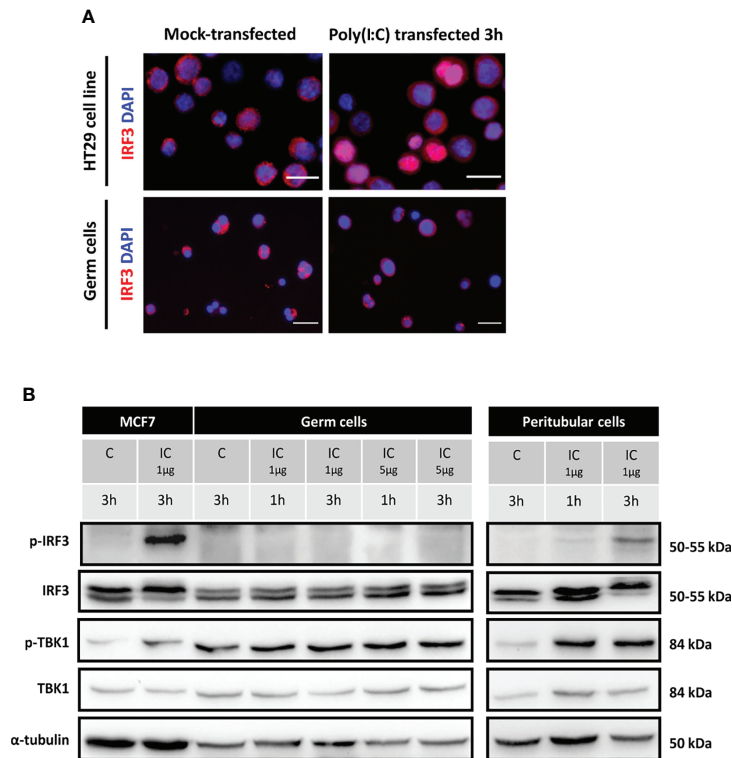 A
Mock-transfected
Poly(I:C) transfected 3h
HT29 cell line
IRF3 DAPI
Germ cells
IRF3 DAPI
B
MCF7
Germ cells
Peritubular cells
C
IC
1µg
C
IC
1µg
IC
1µg
IC
5µg
IC
5µg
C
IC
1µg
IC
1µg
3h
3h
3h
1h
3h
1h
3h
3h
1h
3h
p-IRF3
50-55 kDa
IRF3
50-55 kDa
p-TBK1
84 kDa
TBK1
84 kDa
α-tubulin
50 kDa